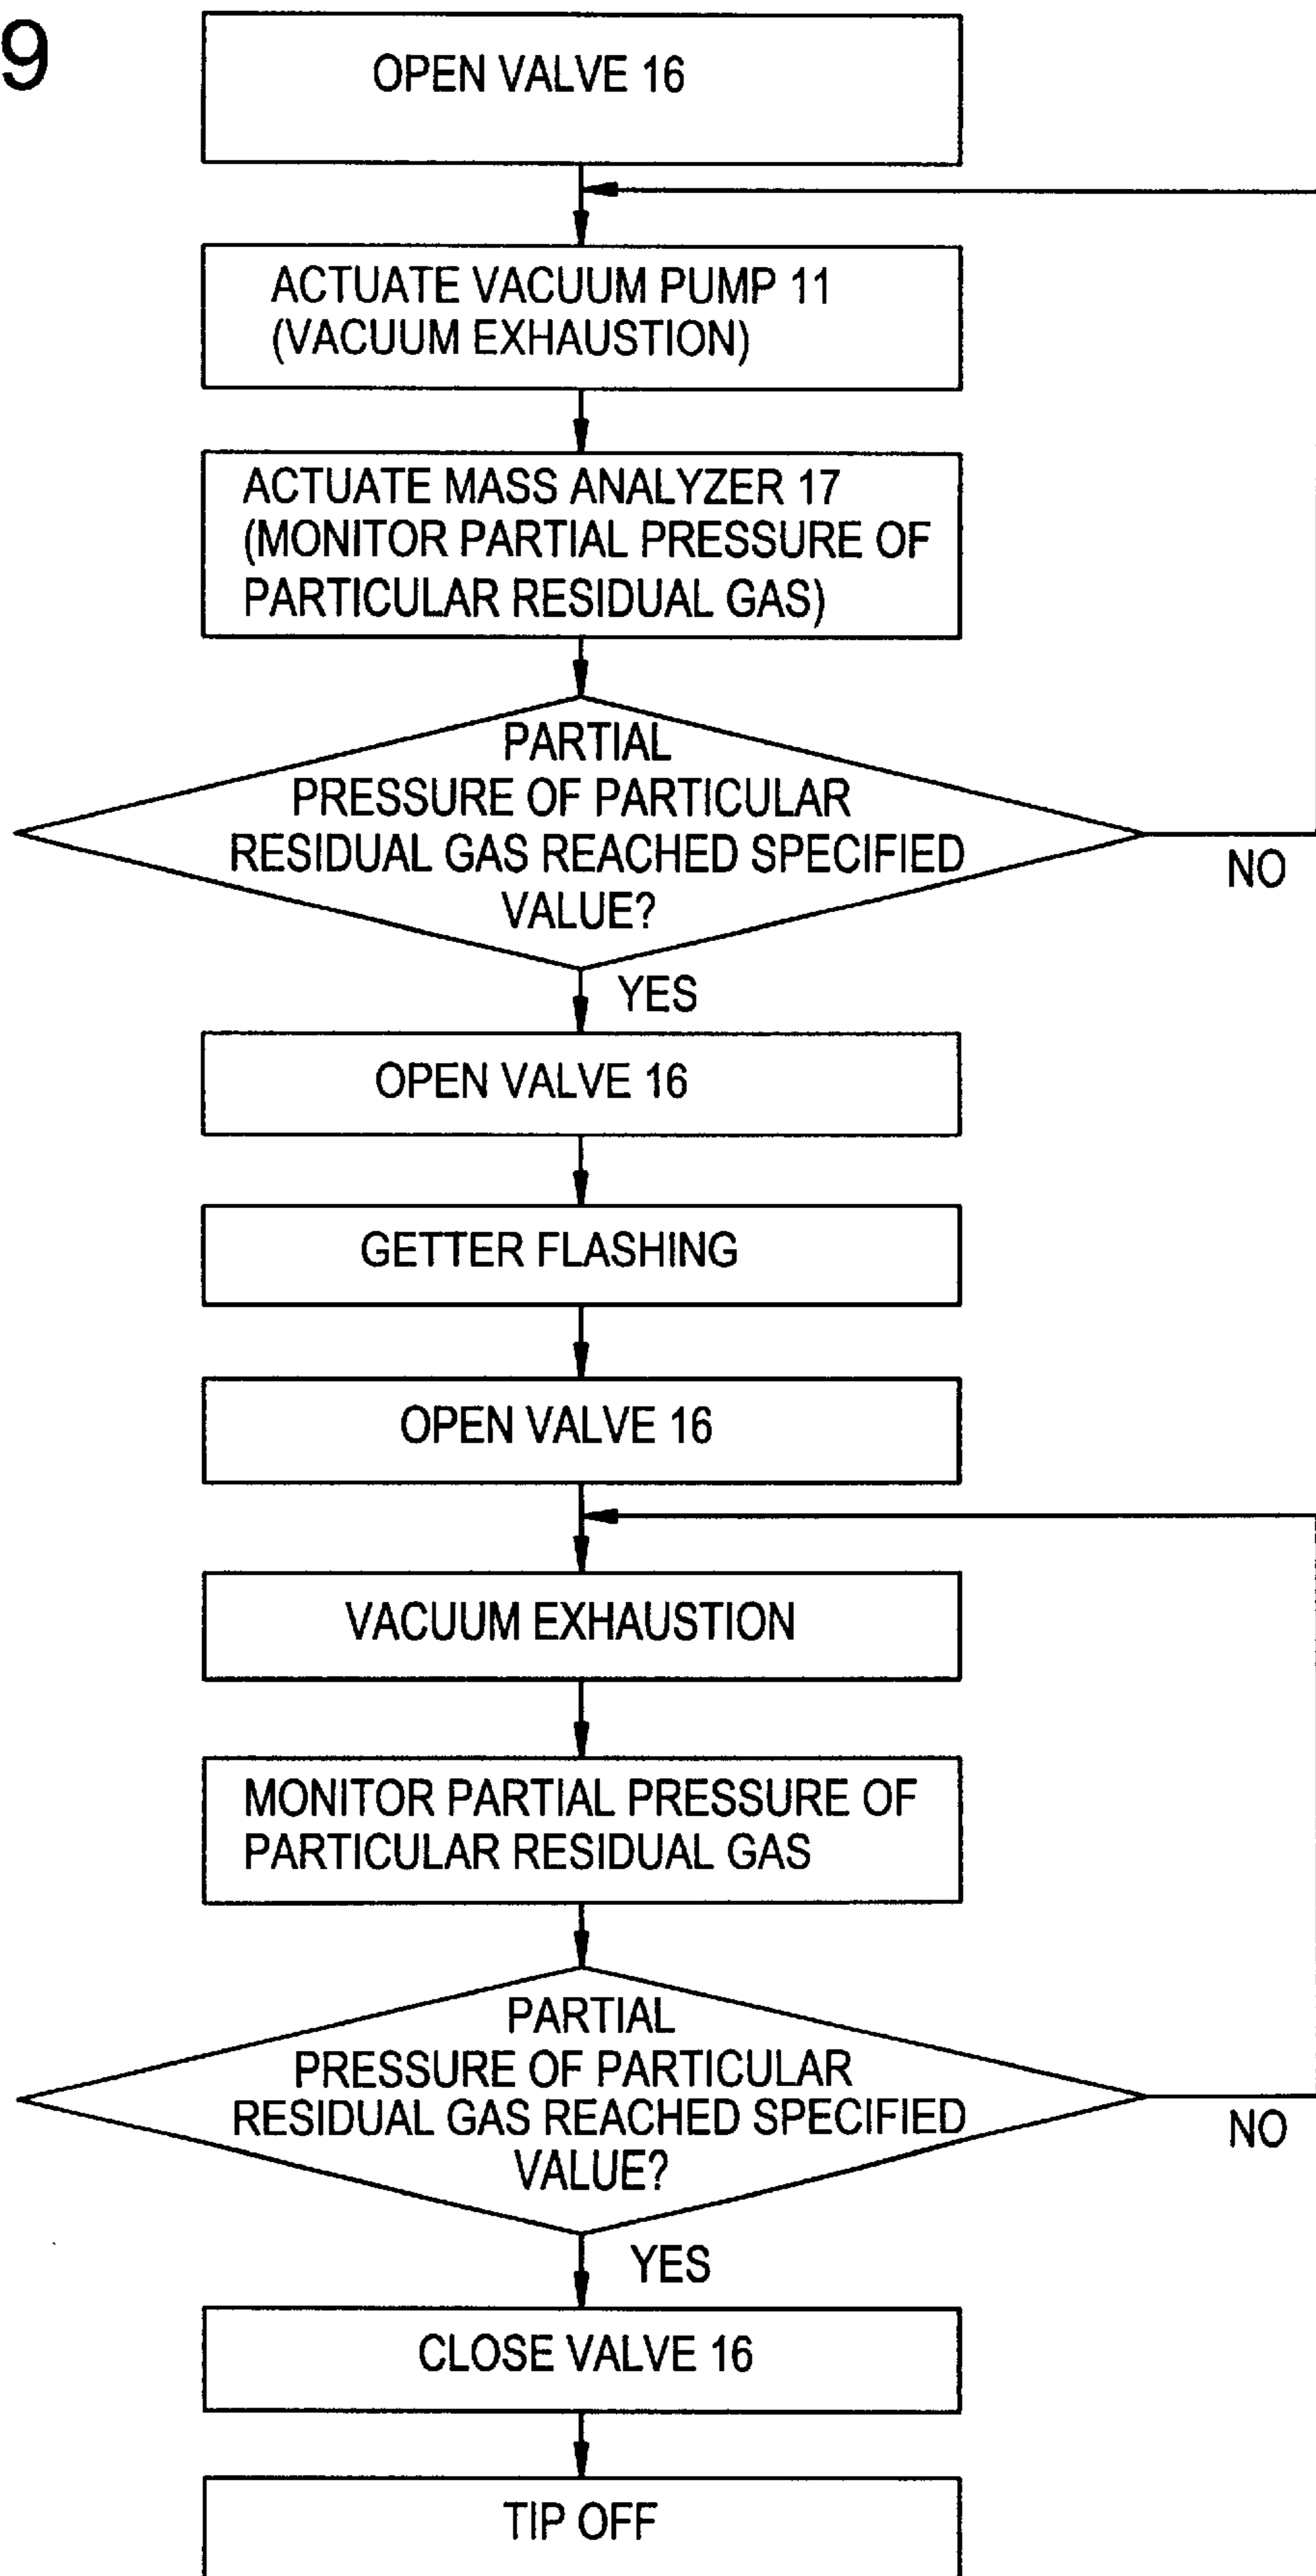 9
OPEN VALVE 16
ACTUATE VACUUM PUMP 11
(VACUUM EXHAUSTION)
ACTUATE MASS ANALYZER 17
(MONITOR PARTIAL PRESSURE OF
PARTICULAR RESIDUAL GAS)
PARTIAL
PRESSURE OF PARTICULAR
RESIDUAL GAS REACHED SPECIFIED
VALUE?
NO
YES
OPEN VALVE 16
GETTER FLASHING
OPEN VALVE 16
VACUUM EXHAUSTION
MONITOR PARTIAL PRESSURE OF
PARTICULAR RESIDUAL GAS
PARTIAL
PRESSURE OF PARTICULAR
RESIDUAL GAS REACHED SPECIFIED
VALUE?
NO
YES
CLOSE VALVE 16
TIP OFF